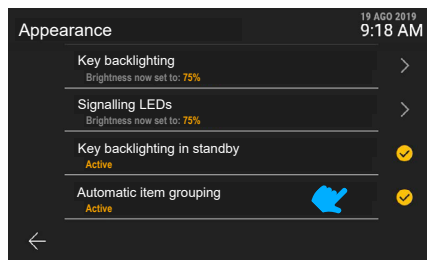 19 AGO 2019
Appearance
9:18 AM
Key backlighting
Brightness now set to: 75%
Signalling LEDs
Brightness now set to: 75%
Key backlighting in standby
Active
Automatic item grouping
Active